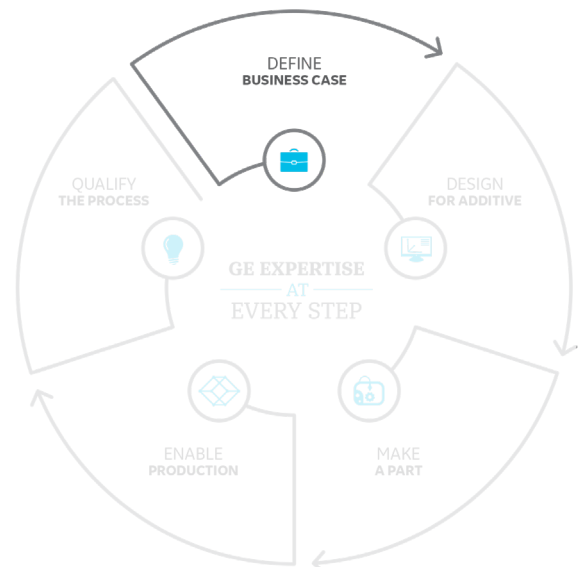 DEFINE
BUSINESS CASE
QUALIFY
THE PROCESS
DESIGN
FOR ADDITIVE
GE EXPERTISE
AT
EVERY STEP
ENABLE
PRODUCTION
MAKE
A PART